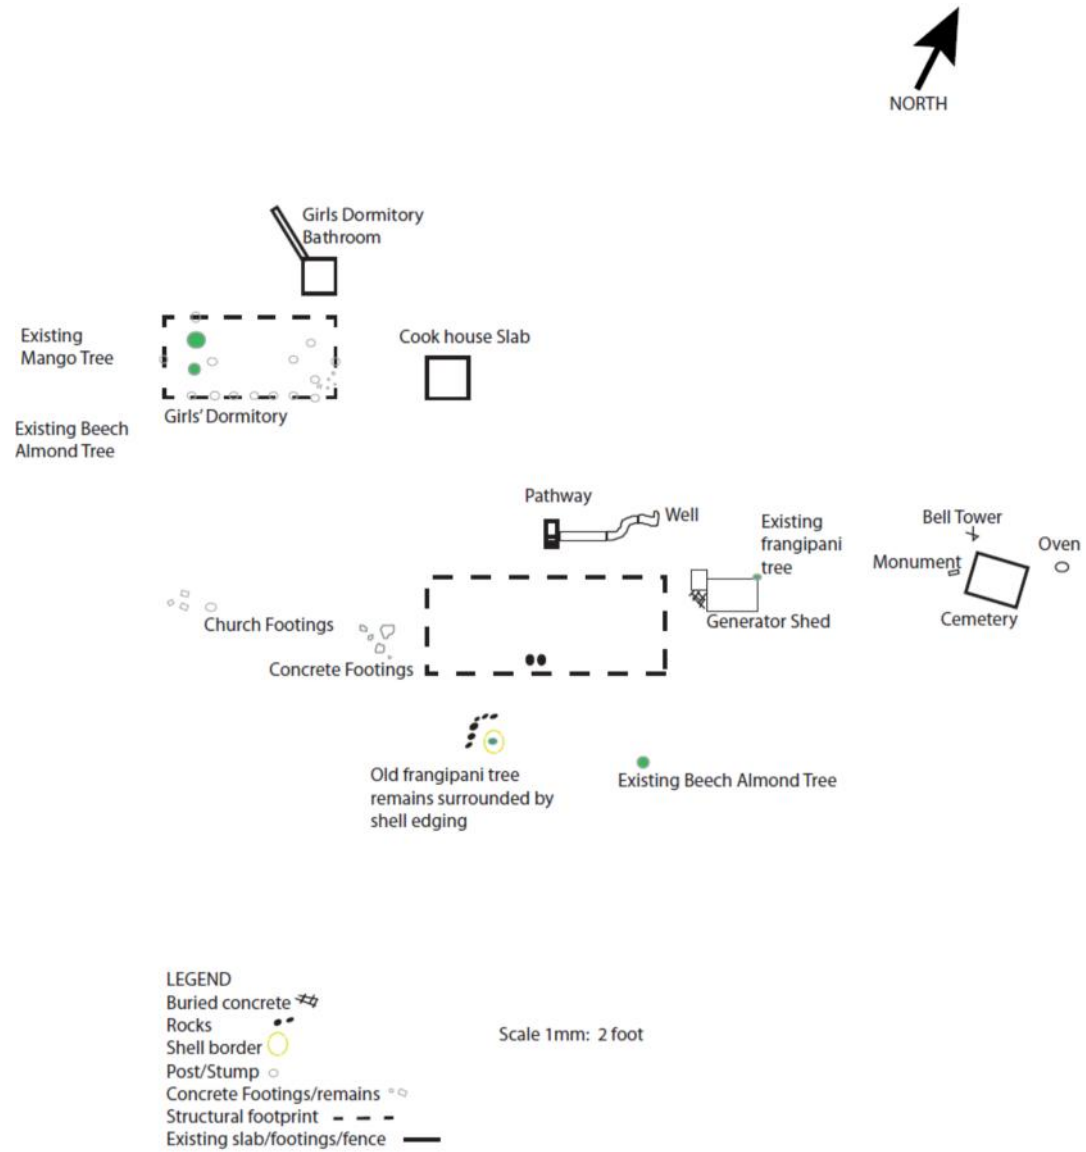 NORTH
Girls Dormitory
Bathroom
Existing
Mango Tree
Cook house Slab
Girls' Dormitory
Existing Beech
Almond Tree
Pathway
Well
Existing
frangipani
tree
Bell Tower
Oven
Monument
Church Footings
Generator Shed
Cemetery
Concrete Footings
Old frangipani tree
remains surrounded by
shell edging
Existing Beech Almond Tree
LEGEND
Buried concrete
Rocks
Shell border
Post/Stump
Concrete Footings/remains
Structural footprint
Existing slab/footings/fence
Scale 1mm: 2 foot